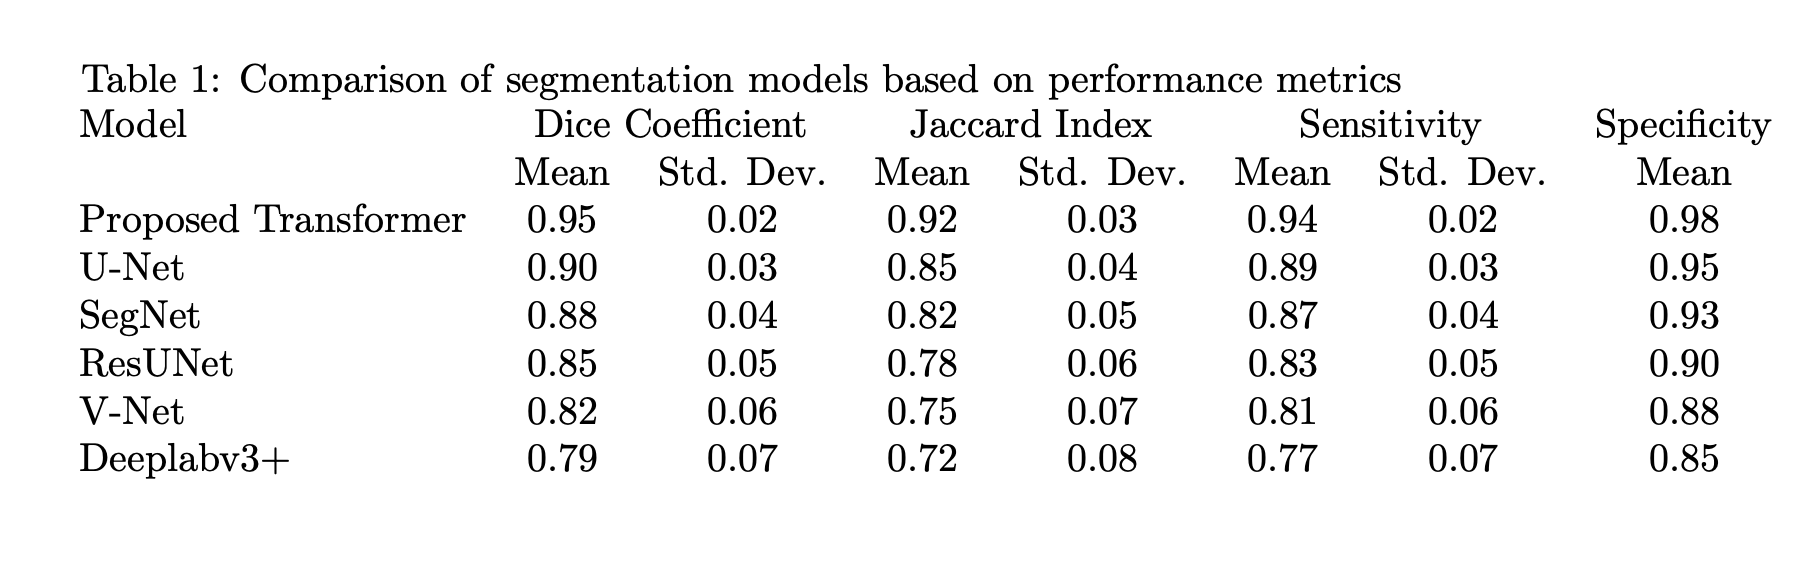 Table 1: Comparison of segmentation models based on performance metrics
Model Dice Coefficient Jaccard Index Sensitivity Specificity
Mean Std. Dev. Mean Std. Dev. Mean Std. Dev. Mean
Proposed Transformer 0.95 0.02 0.92 0.03 0.94 0.02 0.98
U-Net 0.90 0.03 0.85 0.04 0.89 0.03 0.95
SegNet 0.88 0.04 0.82 0.05 0.87 0.04 0.93
ResUNet 0.85 0.05 0.78 0.06 0.83 0.05 0.90
V-Net 0.82 0.06 0.75 0.07 0.81 0.06 0.88
Deeplabv3+ 0.79 0.07 0.72 0.08 0.77 0.07 0.85